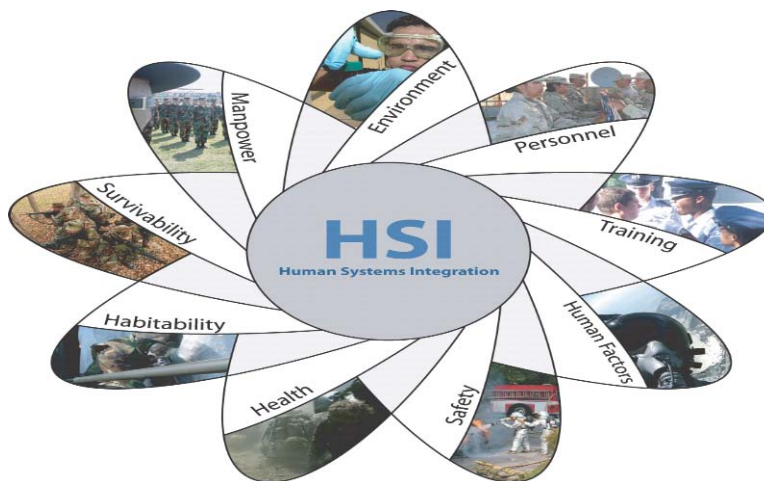 HSI
Human Systems Integration
Environment
Personnel
Training
Human Factors
Safety
Health
Habitability
Survivability
Manpower